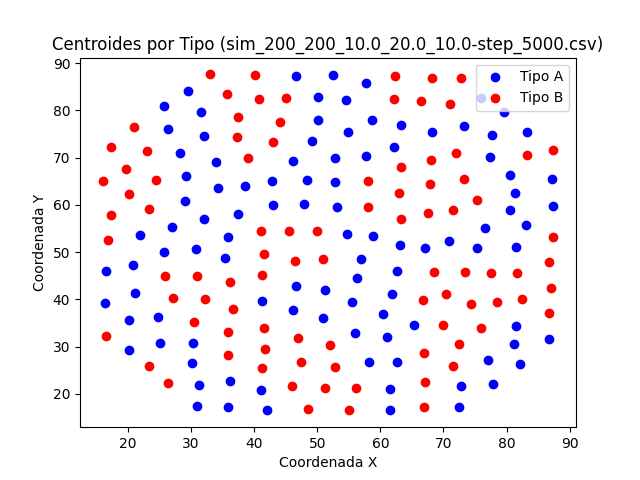 Centroides por Tipo (sim_200_200_10.0_20.0_10.0-step_5000.csv)
Tipo A
Tipo B
90
80
70
60
50
40
30
20
Coordenada Y
20 30 40 50 60 70 80 90
Coordenada X